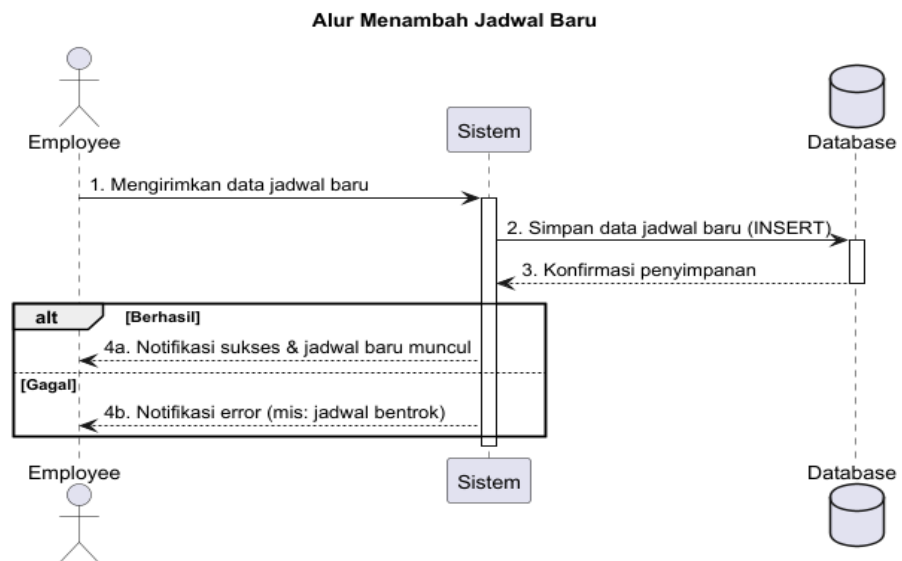 Alur Menambah Jadwal Baru
Employee
Sistem
Database
1. Mengirimkan data jadwal baru
2. Simpan data jadwal baru (INSERT)
3. Konfirmasi penyimpanan
alt
[Berhasil]
4a. Notifikasi sukses & jadwal baru muncul
[Gagal]
4b. Notifikasi error (mis: jadwal bentrok)
Employee
Sistem
Database